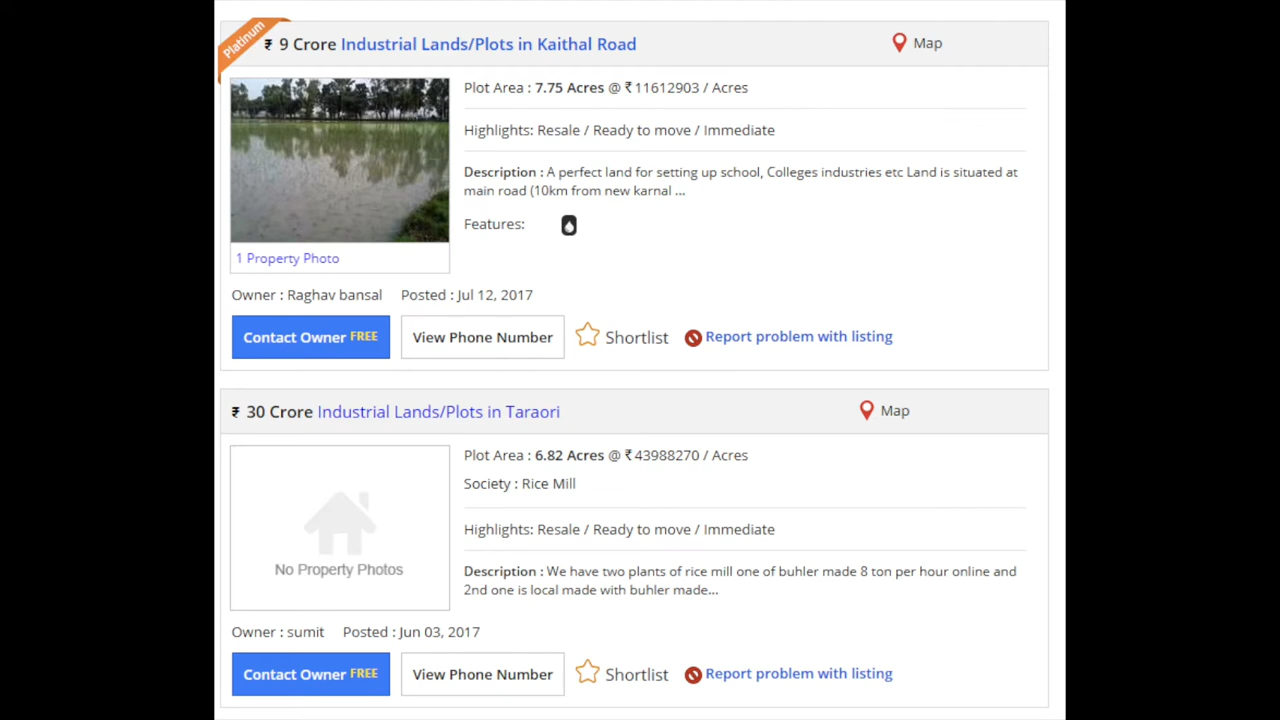 Platinum
₹ 9 Crore Industrial Lands/Plots in Kaithal Road
Map
Plot Area : 7.75 Acres @ ₹11612903 / Acres
Highlights: Resale / Ready to move / Immediate
Description : A perfect land for setting up school, Colleges industries etc Land is situated at
main road (10km from new karnal ...
Features:
1 Property Photo
Owner : Raghav bansal Posted : Jul 12, 2017
Contact Owner FREE View Phone Number Shortlist Report problem with listing
₹ 30 Crore Industrial Lands/Plots in Taraori
Map
Plot Area : 6.82 Acres @ ₹43988270 / Acres
Society : Rice Mill
Highlights: Resale / Ready to move / Immediate
No Property Photos
Description : We have two plants of rice mill one of buhler made 8 ton per hour online and
2nd one is local made with buhler made...
Owner : sumit Posted : Jun 03, 2017
Contact Owner FREE View Phone Number Shortlist Report problem with listing